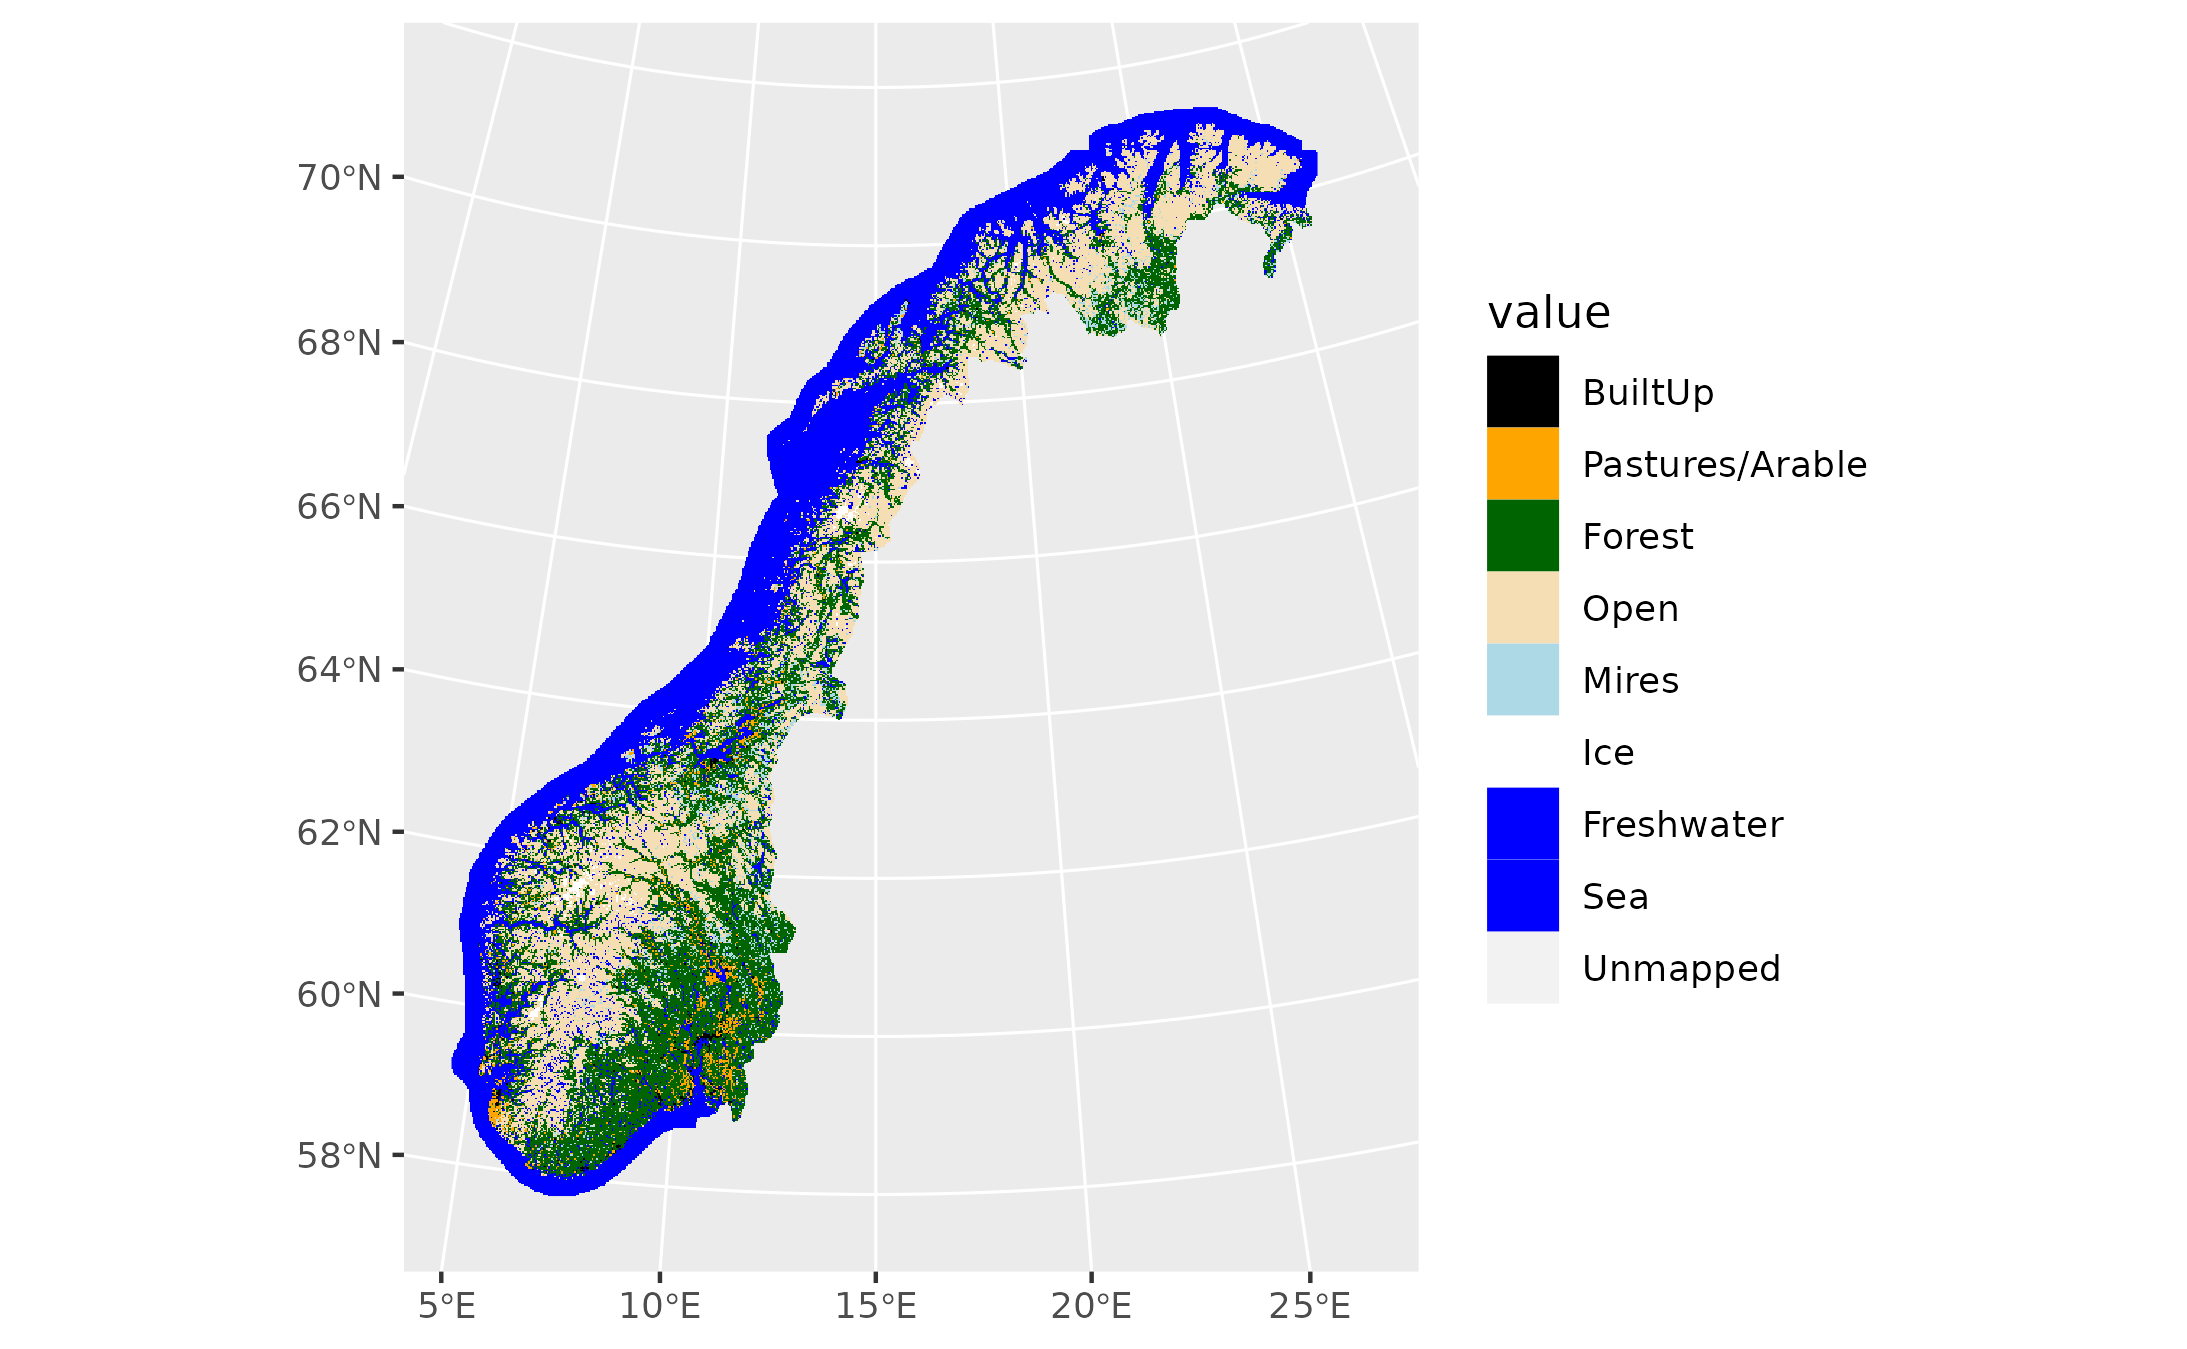 70°N
68°N
66°N
64°N
62°N
60°N
58°N
5°E 10°E 15°E 20°E 25°E
value
BuiltUp
Pastures/Arable
Forest
Open
Mires
Ice
Freshwater
Sea
Unmapped